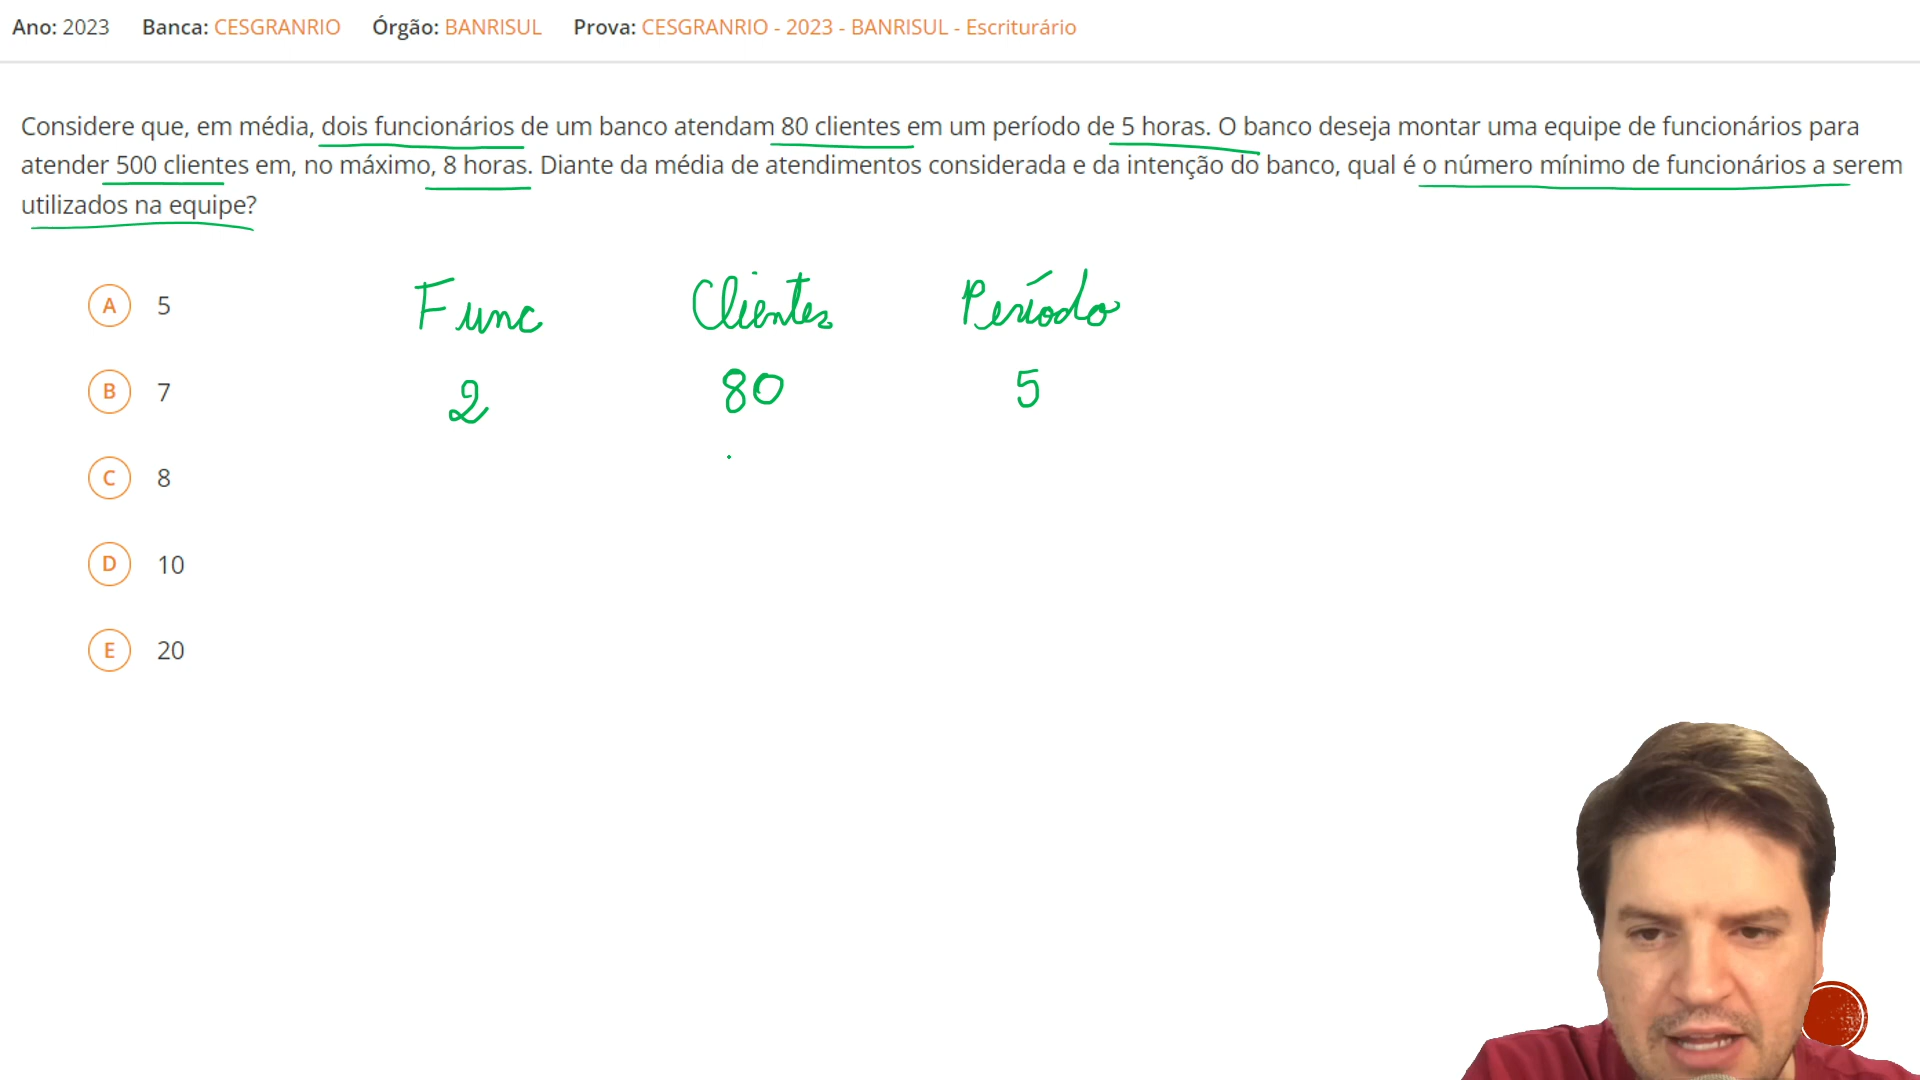 Ano: 2023 Banca: CESGRANRIO Órgão: BANRISUL Prova: CESGRANRIO - 2023 - BANRISUL - Escriturário
Considere que, em média, dois funcionários de um banco atendam 80 clientes em um período de 5 horas. O banco deseja montar uma equipe de funcionários para
atender 500 clientes em, no máximo, 8 horas. Diante da média de atendimentos considerada e da intenção do banco, qual é o número mínimo de funcionários a serem
utilizados na equipe?
Func Clientes Período
A 5
2 80 5
B 7
C 8
D 10
E 20